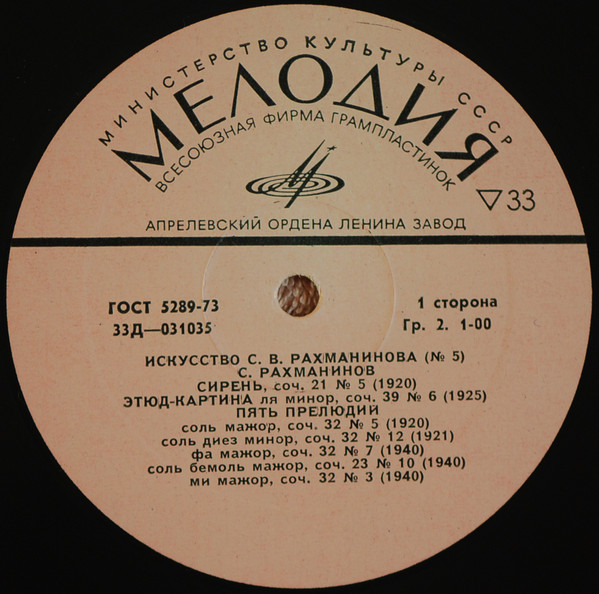 МИНИСТЕРСТВО КУЛЬТУРЫ СССР
МЕЛОДИЯ
ВСЕСОЮЗНАЯ ФИРМА ГРАМПЛАСТИНОК
▽33
АПРЕЛЕВСКИЙ ОРДЕНА ЛЕНИНА ЗАВОД
ГОСТ 5289-73
1 сторона
33Д—031035
Гр. 2. 1-00
ИСКУССТВО С. В. РАХМАНИНОВА (№ 5)
С. РАХМАНИНОВ
СИРЕНЬ, соч. 21 № 5 (1920)
ЭТЮД-КАРТИНА ля минор, соч. 39 № 6 (1925)
ПЯТЬ ПРЕЛЮДИЙ
соль мажор, соч. 32 № 5 (1920)
соль диез минор, соч. 32 № 12 (1921)
фа мажор, соч. 32 № 7 (1940)
соль бемоль мажор, соч. 23 № 10 (1940)
ми мажор, соч. 32 № 3 (1940)